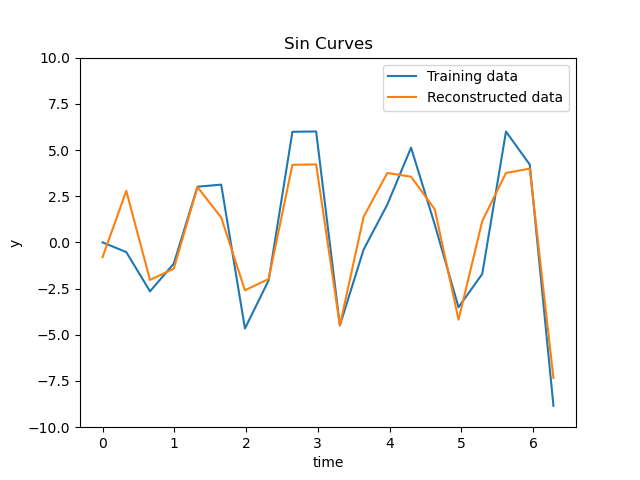 Sin Curves
Training data
Reconstructed data
10.0
7.5
5.0
2.5
0.0
−2.5
−5.0
−7.5
−10.0
y
0 1 2 3 4 5 6
time